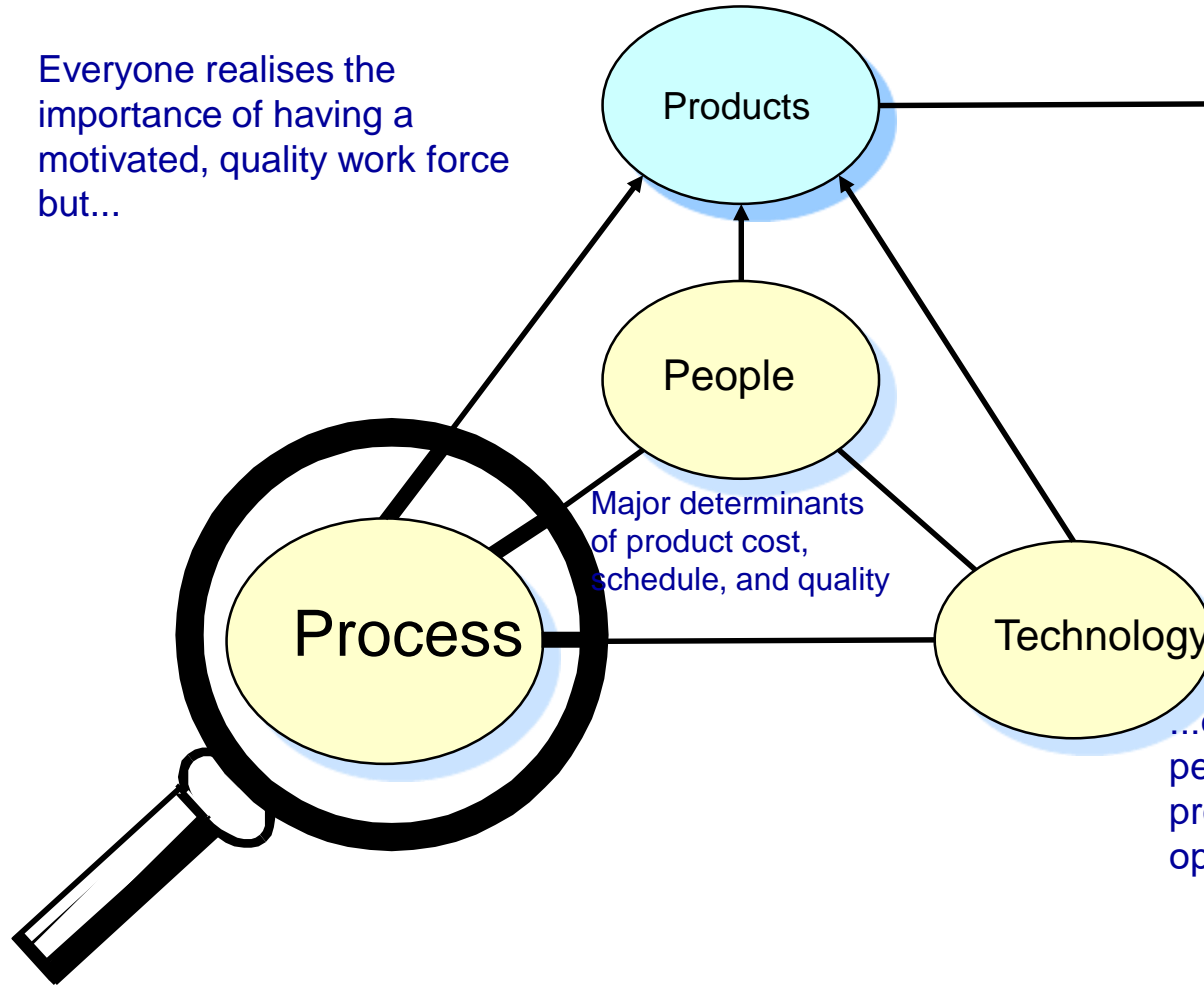 Everyone realises the
importance of having a
motivated, quality work force
but...
Products
People
Major determinants
of product cost,
schedule, and quality
Process
Technology